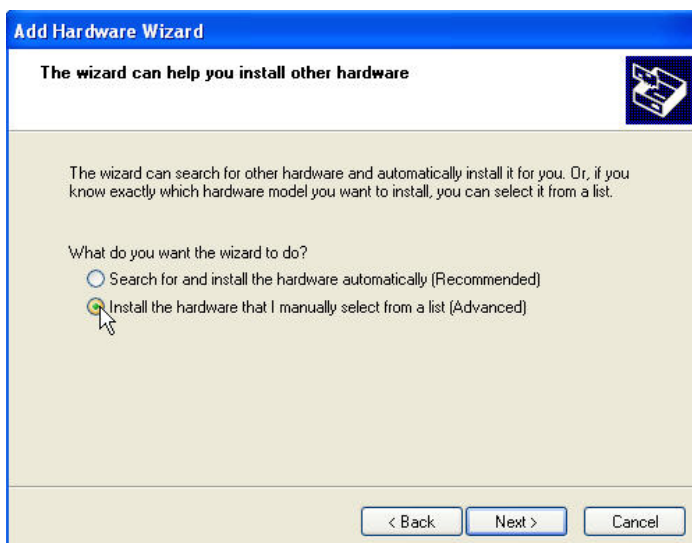 Add Hardware Wizard
The wizard can help you install other hardware
The wizard can search for other hardware and automatically install it for you. Or, if you
know exactly which hardware model you want to install, you can select it from a list.
What do you want the wizard to do?
Search for and install the hardware automatically (Recommended)
Install the hardware that I manually select from a list (Advanced)
< Back Next > Cancel